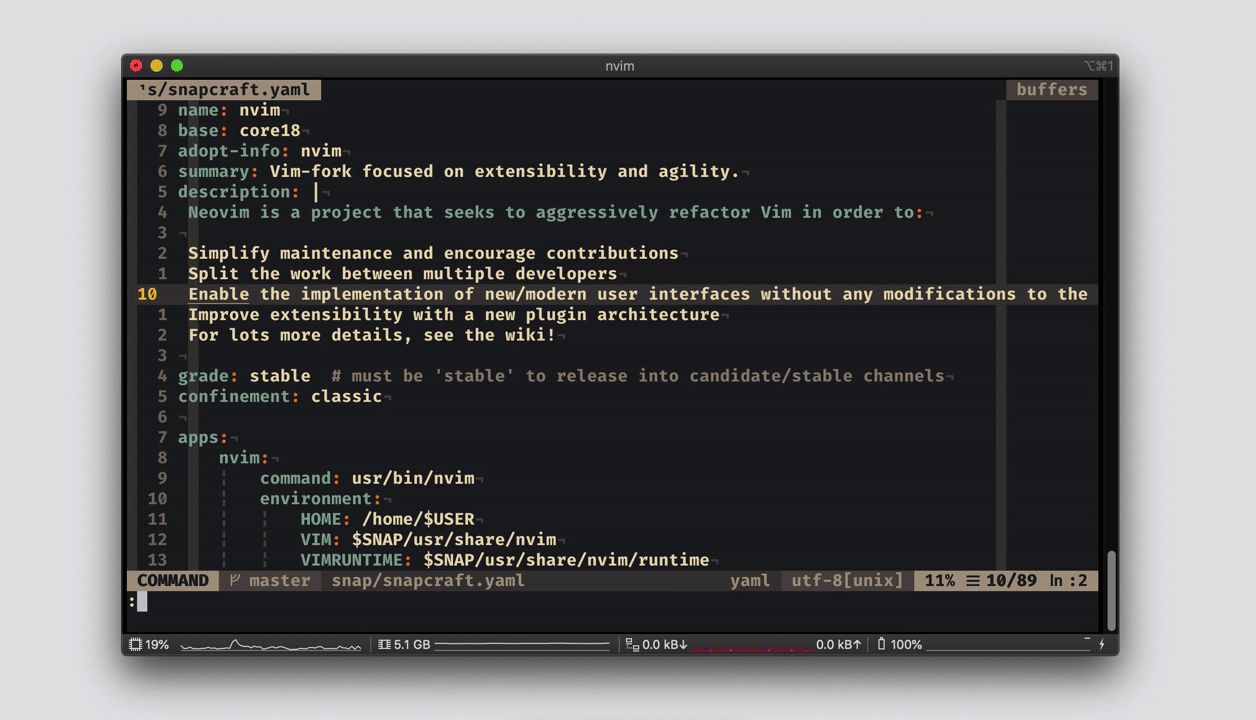 nvim
⌥⌘1
¹s/snapcraft.yaml buffers
9 name: nvim¬
8 base: core18¬
7 adopt-info: nvim¬
6 summary: Vim-fork focused on extensibility and agility.¬
5 description: |¬
4 Neovim is a project that seeks to aggressively refactor Vim in order to:¬
3 ¬
2 Simplify maintenance and encourage contributions¬
1 Split the work between multiple developers¬
10 Enable the implementation of new/modern user interfaces without any modifications to the
1 Improve extensibility with a new plugin architecture¬
2 For lots more details, see the wiki!¬
3 ¬
4 grade: stable  # must be 'stable' to release into candidate/stable channels¬
5 confinement: classic¬
6 ¬
7 apps:¬
8 nvim:¬
9 ¦ command: usr/bin/nvim¬
10 ¦ environment:¬
11 ¦ ¦ HOME: /home/$USER¬
12 ¦ ¦ VIM: $SNAP/usr/share/nvim¬
13 ¦ ¦ VIMRUNTIME: $SNAP/usr/share/nvim/runtime¬
COMMAND master snap/snapcraft.yaml yaml utf-8[unix] 11% ☰ 10/89 ln :2
:
19% 5.1 GB 0.0 kB↓ 0.0 kB↑ 100%